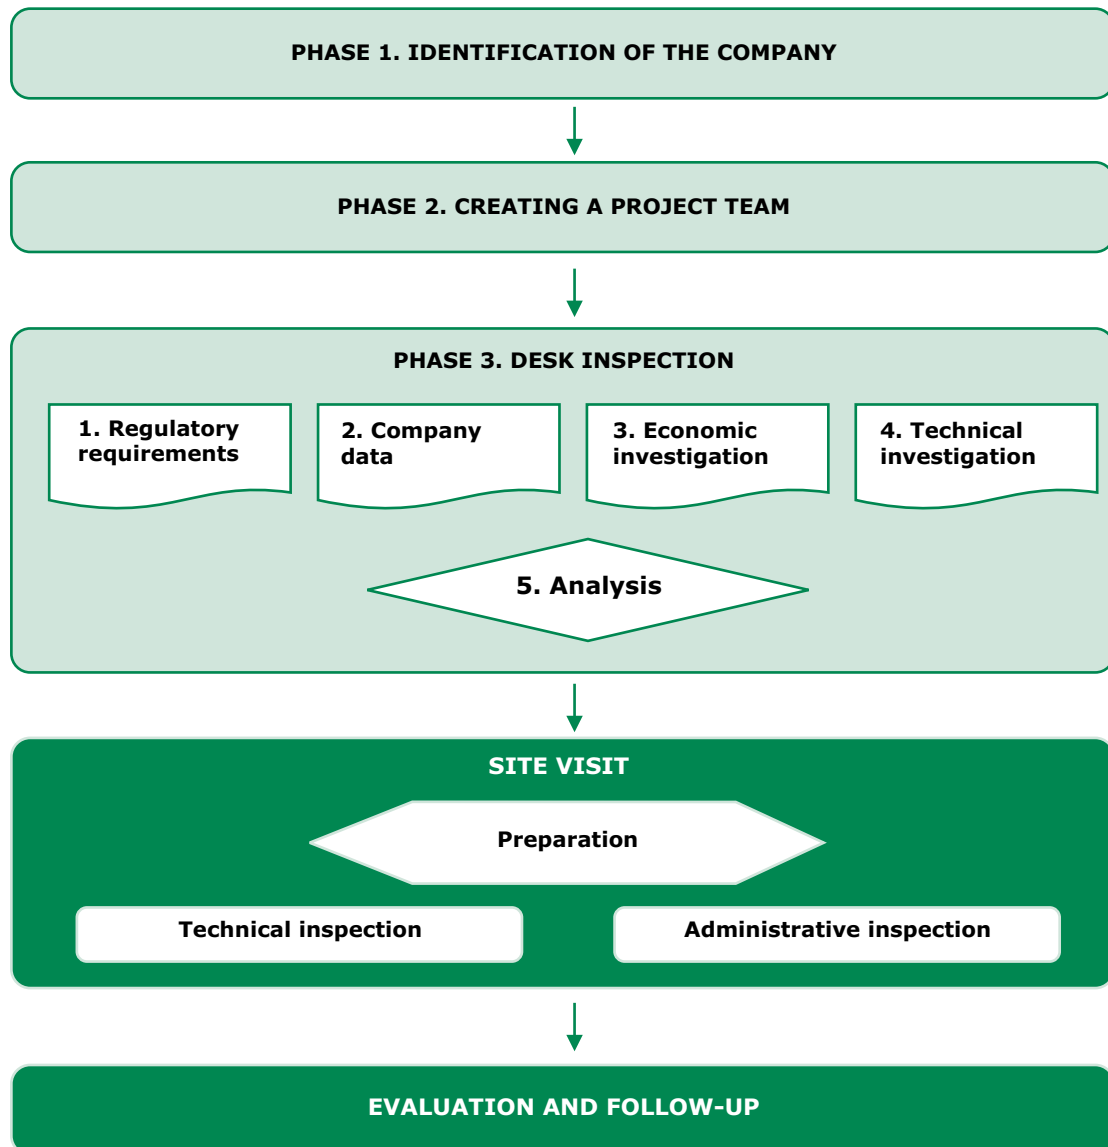 PHASE 1. IDENTIFICATION OF THE COMPANY
PHASE 2. CREATING A PROJECT TEAM
PHASE 3. DESK INSPECTION
1. Regulatory
requirements
2. Company
data
3. Economic
investigation
4. Technical
investigation
5. Analysis
SITE VISIT
Preparation
Technical inspection
Administrative inspection
EVALUATION AND FOLLOW-UP